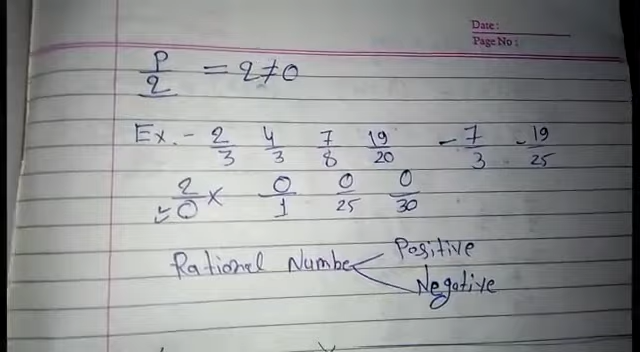 Date:
Page No:
P/q = q≠0
Ex.- 2/3 4/3 7/8 19/20 -7/3 -19/25
2/0 × 0/1 0/25 0/30
Rational Number
Positive
Negative